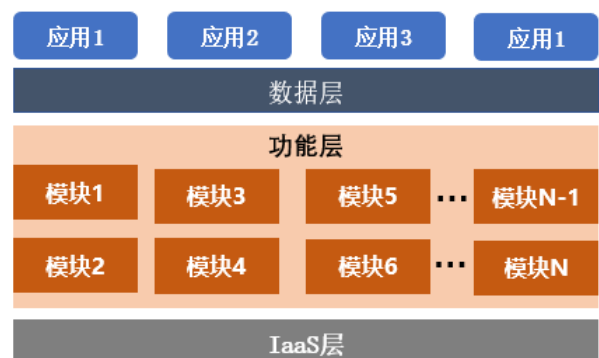 应用1 应用2 应用3 应用1
数据层
功能层
模块1 模块3 模块5 ··· 模块N-1
模块2 模块4 模块6 ··· 模块N
IaaS层